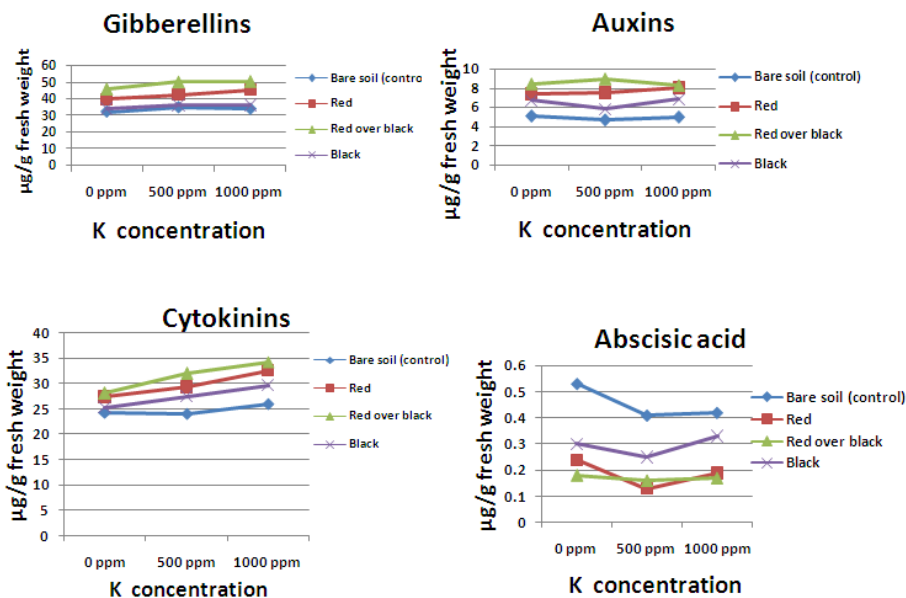 Gibberellins
µg/g fresh weight
60
50
40
30
20
10
0
0 ppm 500 ppm 1000 ppm
K concentration
Bare soil (contro
Red
Red over black
Black
Auxins
µg/g fresh weight
10
8
6
4
2
0
0 ppm 500 ppm 1000 ppm
K concentration
Bare soil (control)
Red
Red over black
Black
Cytokinins
µg/g fresh weight
40
35
30
25
20
15
10
5
0
0 ppm 500 ppm 1000 ppm
K concentration
Bare soil (control)
Red
Red over black
Black
Abscisic acid
µg/g fresh weight
0.6
0.5
0.4
0.3
0.2
0.1
0
0 ppm 500 ppm 1000 ppm
K concentration
Bare soil (control)
Red
Red over black
Black